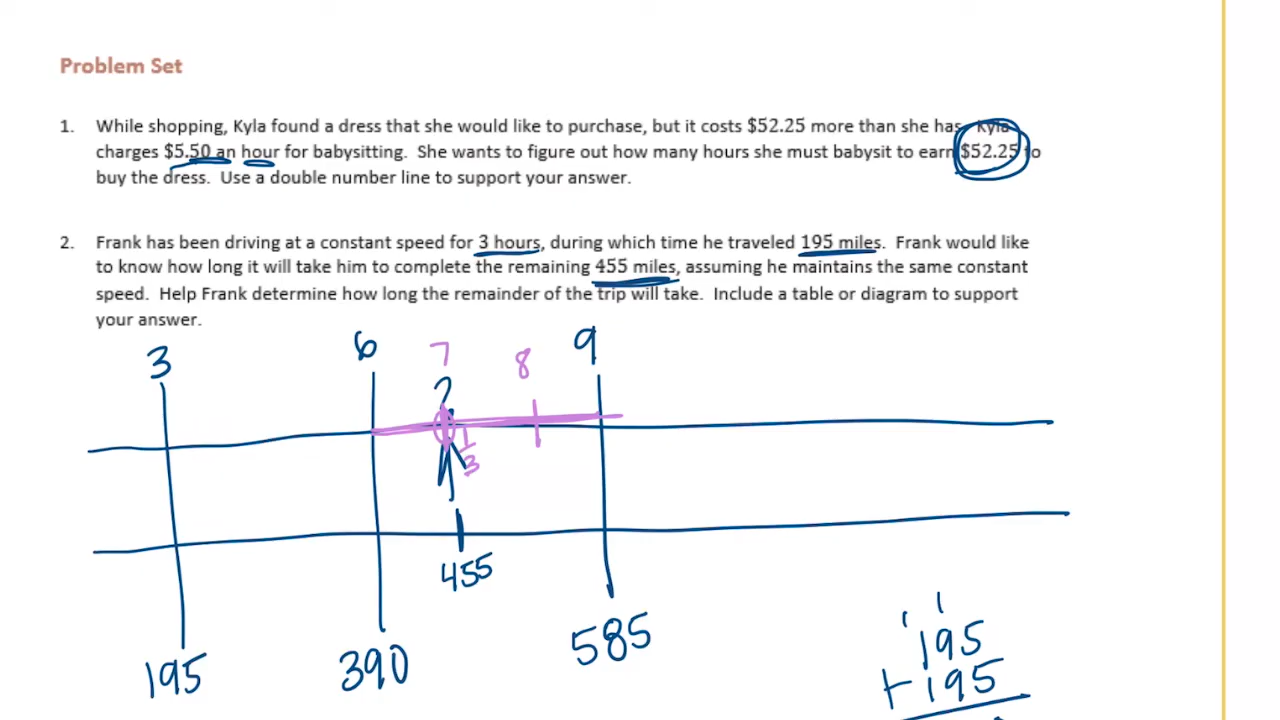 Problem Set
1. While shopping, Kyla found a dress that she would like to purchase, but it costs $52.25 more than she has. Kyla
charges $5.50 an hour for babysitting. She wants to figure out how many hours she must babysit to earn $52.25 to
buy the dress. Use a double number line to support your answer.
2. Frank has been driving at a constant speed for 3 hours, during which time he traveled 195 miles. Frank would like
to know how long it will take him to complete the remaining 455 miles, assuming he maintains the same constant
speed. Help Frank determine how long the remainder of the trip will take. Include a table or diagram to support
your answer.
3 6 7 8 9
?
1/3
455
195 390 585
1 1
195
+195